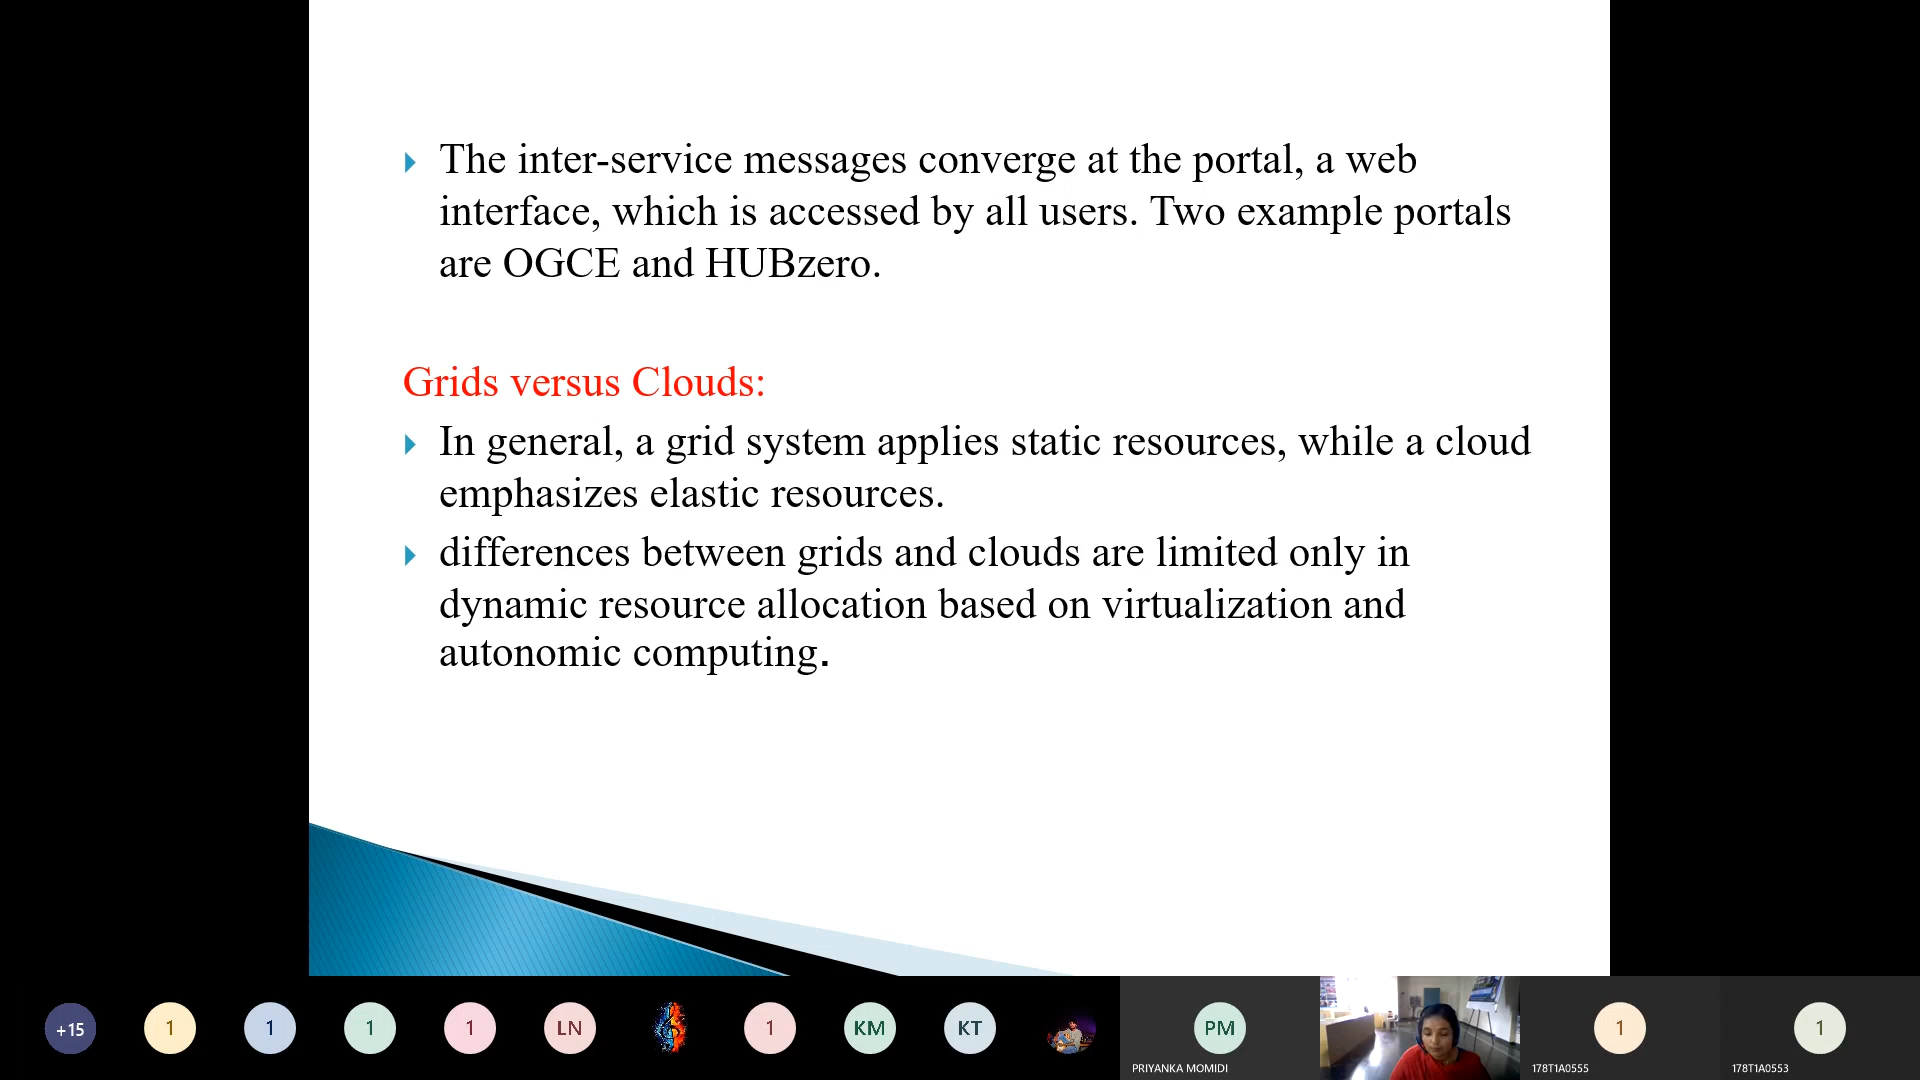 The inter-service messages converge at the portal, a web
interface, which is accessed by all users. Two example portals
are OGCE and HUBzero.
Grids versus Clouds:
In general, a grid system applies static resources, while a cloud
emphasizes elastic resources.
differences between grids and clouds are limited only in
dynamic resource allocation based on virtualization and
autonomic computing.
+15
1
1
1
1
LN
1
KM
KT
PM
PRIYANKA MOMIDI
1
178T1A0555
1
178T1A0553